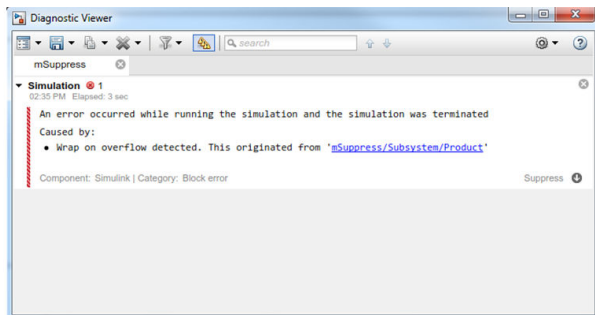 Diagnostic Viewer
search
mSuppress
Simulation 1
02:35 PM Elapsed: 3 sec
An error occurred while running the simulation and the simulation was terminated
Caused by:
• Wrap on overflow detected. This originated from 'mSuppress/Subsystem/Product'
Component: Simulink | Category: Block error
Suppress